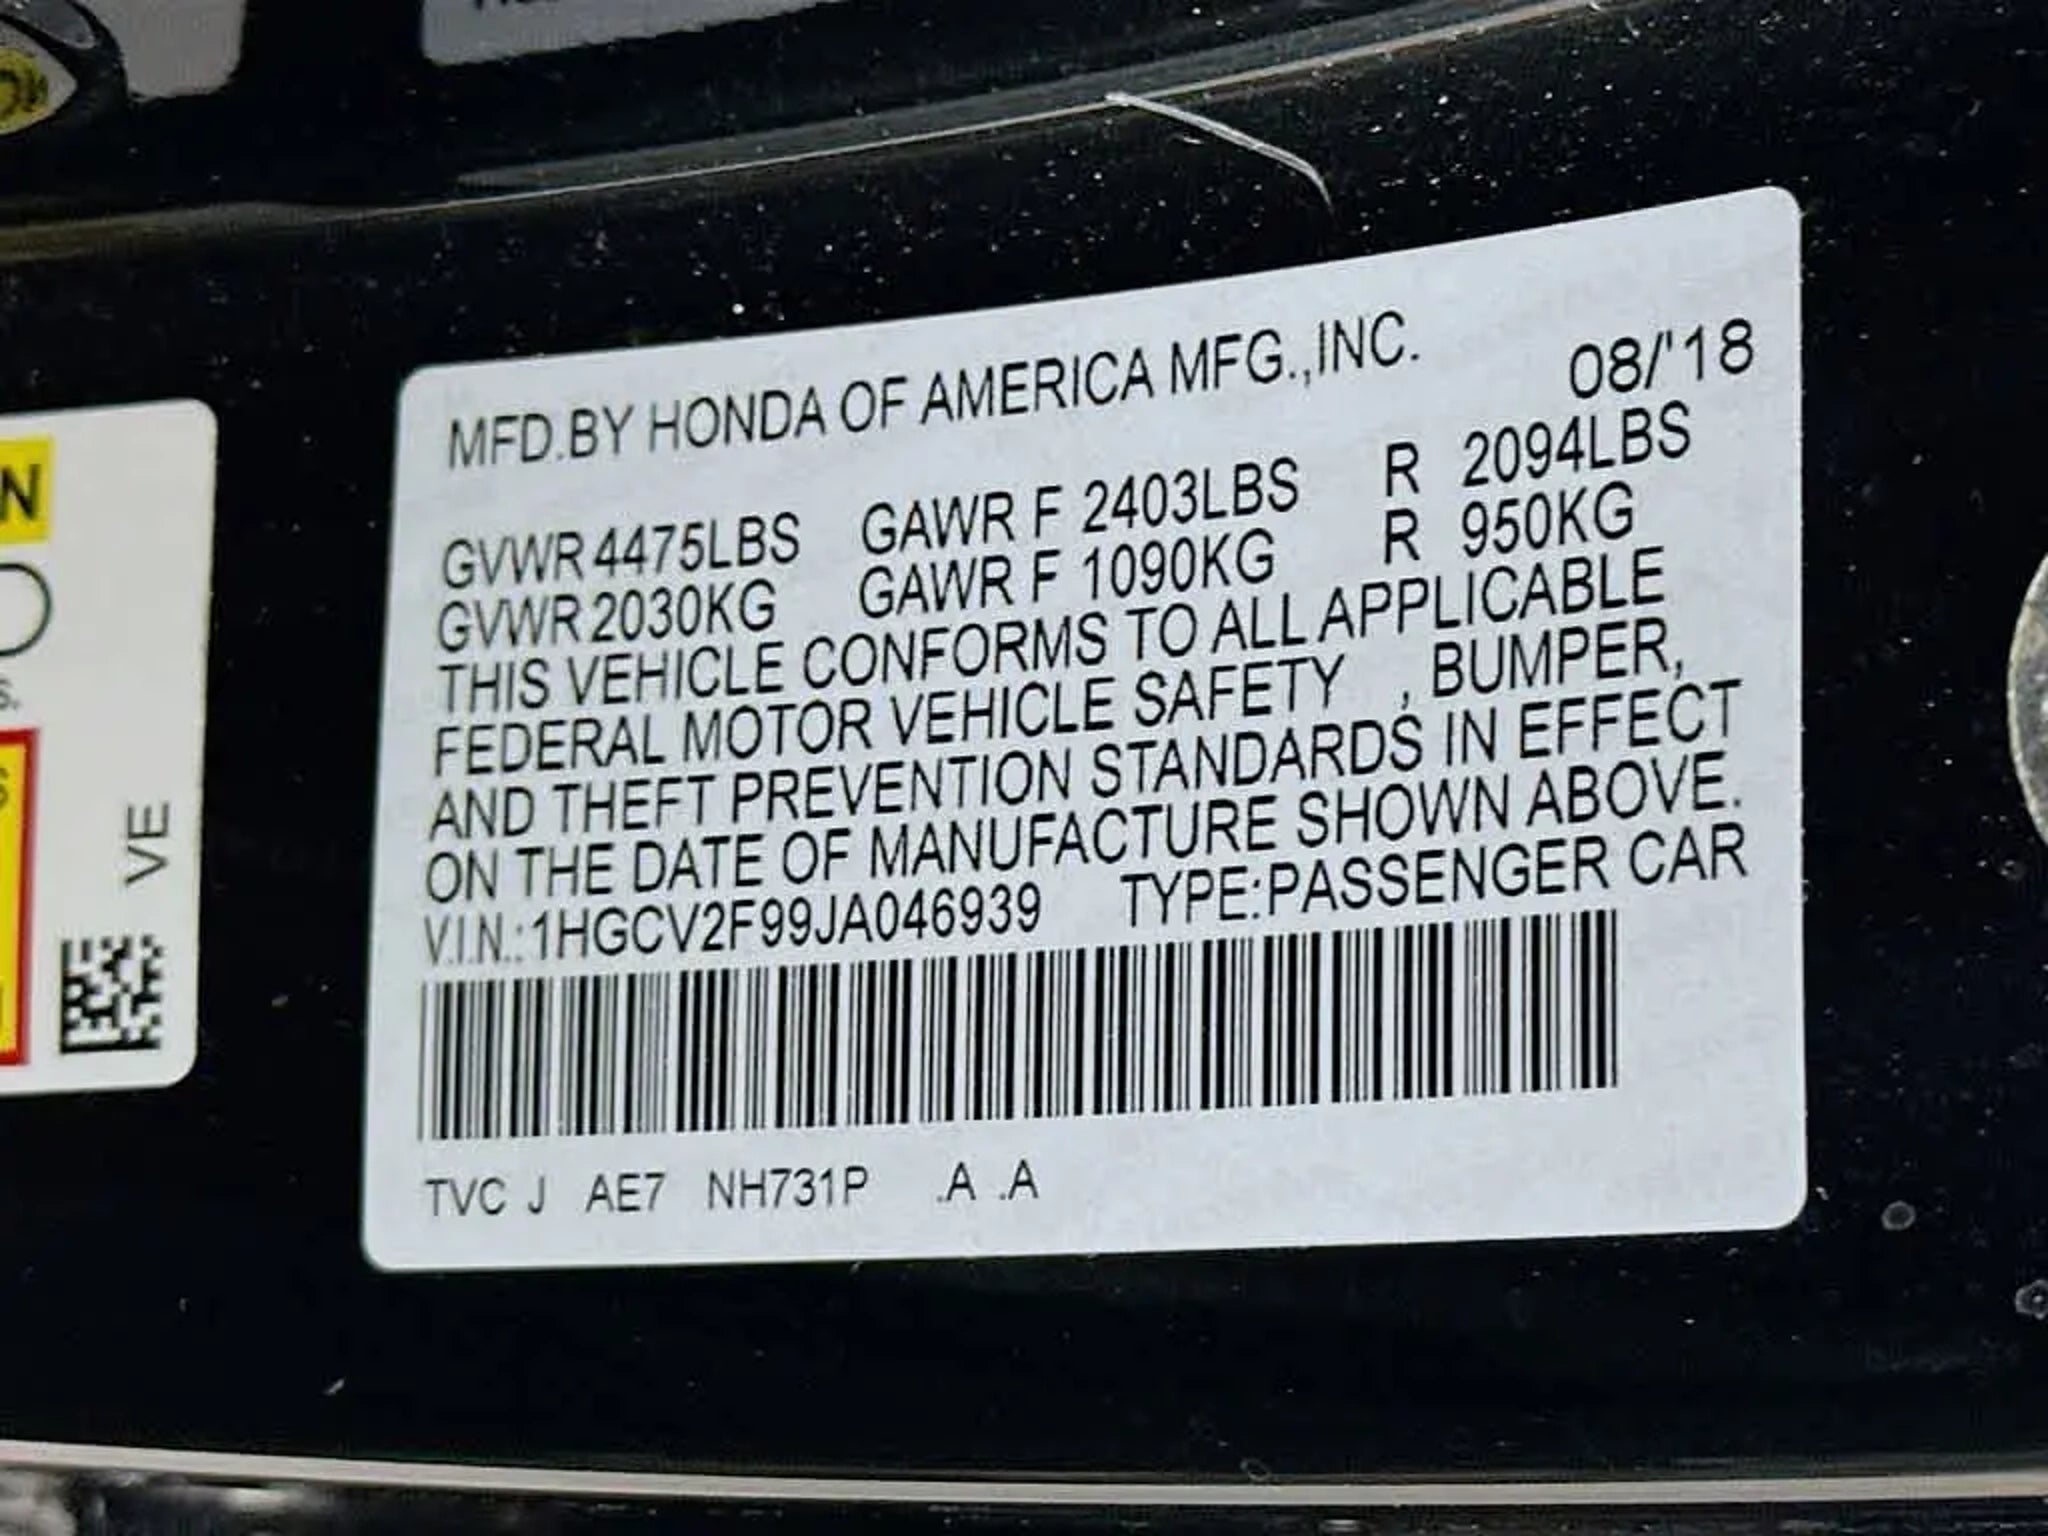 MFD.BY HONDA OF AMERICA MFG.,INC. 08/'18
GVWR 4475LBS GAWR F 2403LBS R 2094LBS
GVWR 2030KG GAWR F 1090KG R 950KG
THIS VEHICLE CONFORMS TO ALL APPLICABLE
FEDERAL MOTOR VEHICLE SAFETY , BUMPER,
AND THEFT PREVENTION STANDARDS IN EFFECT
ON THE DATE OF MANUFACTURE SHOWN ABOVE.
V.I.N.:1HGCV2F99JA046939 TYPE:PASSENGER CAR
TVC J AE7 NH731P .A .A
VE